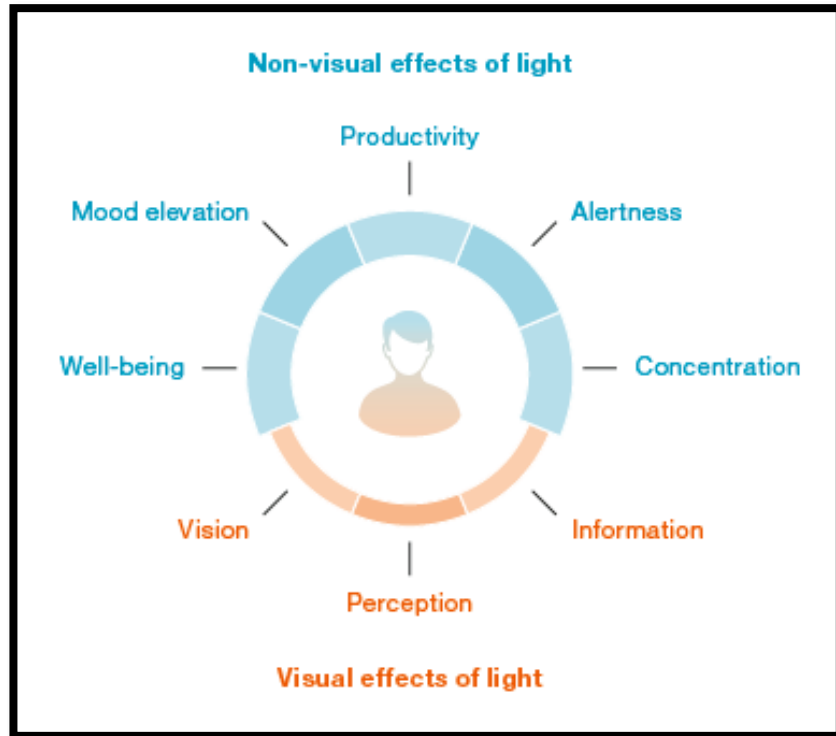 Non-visual effects of light
Productivity
Mood elevation
Alertness
Well-being
Concentration
Vision
Information
Perception
Visual effects of light